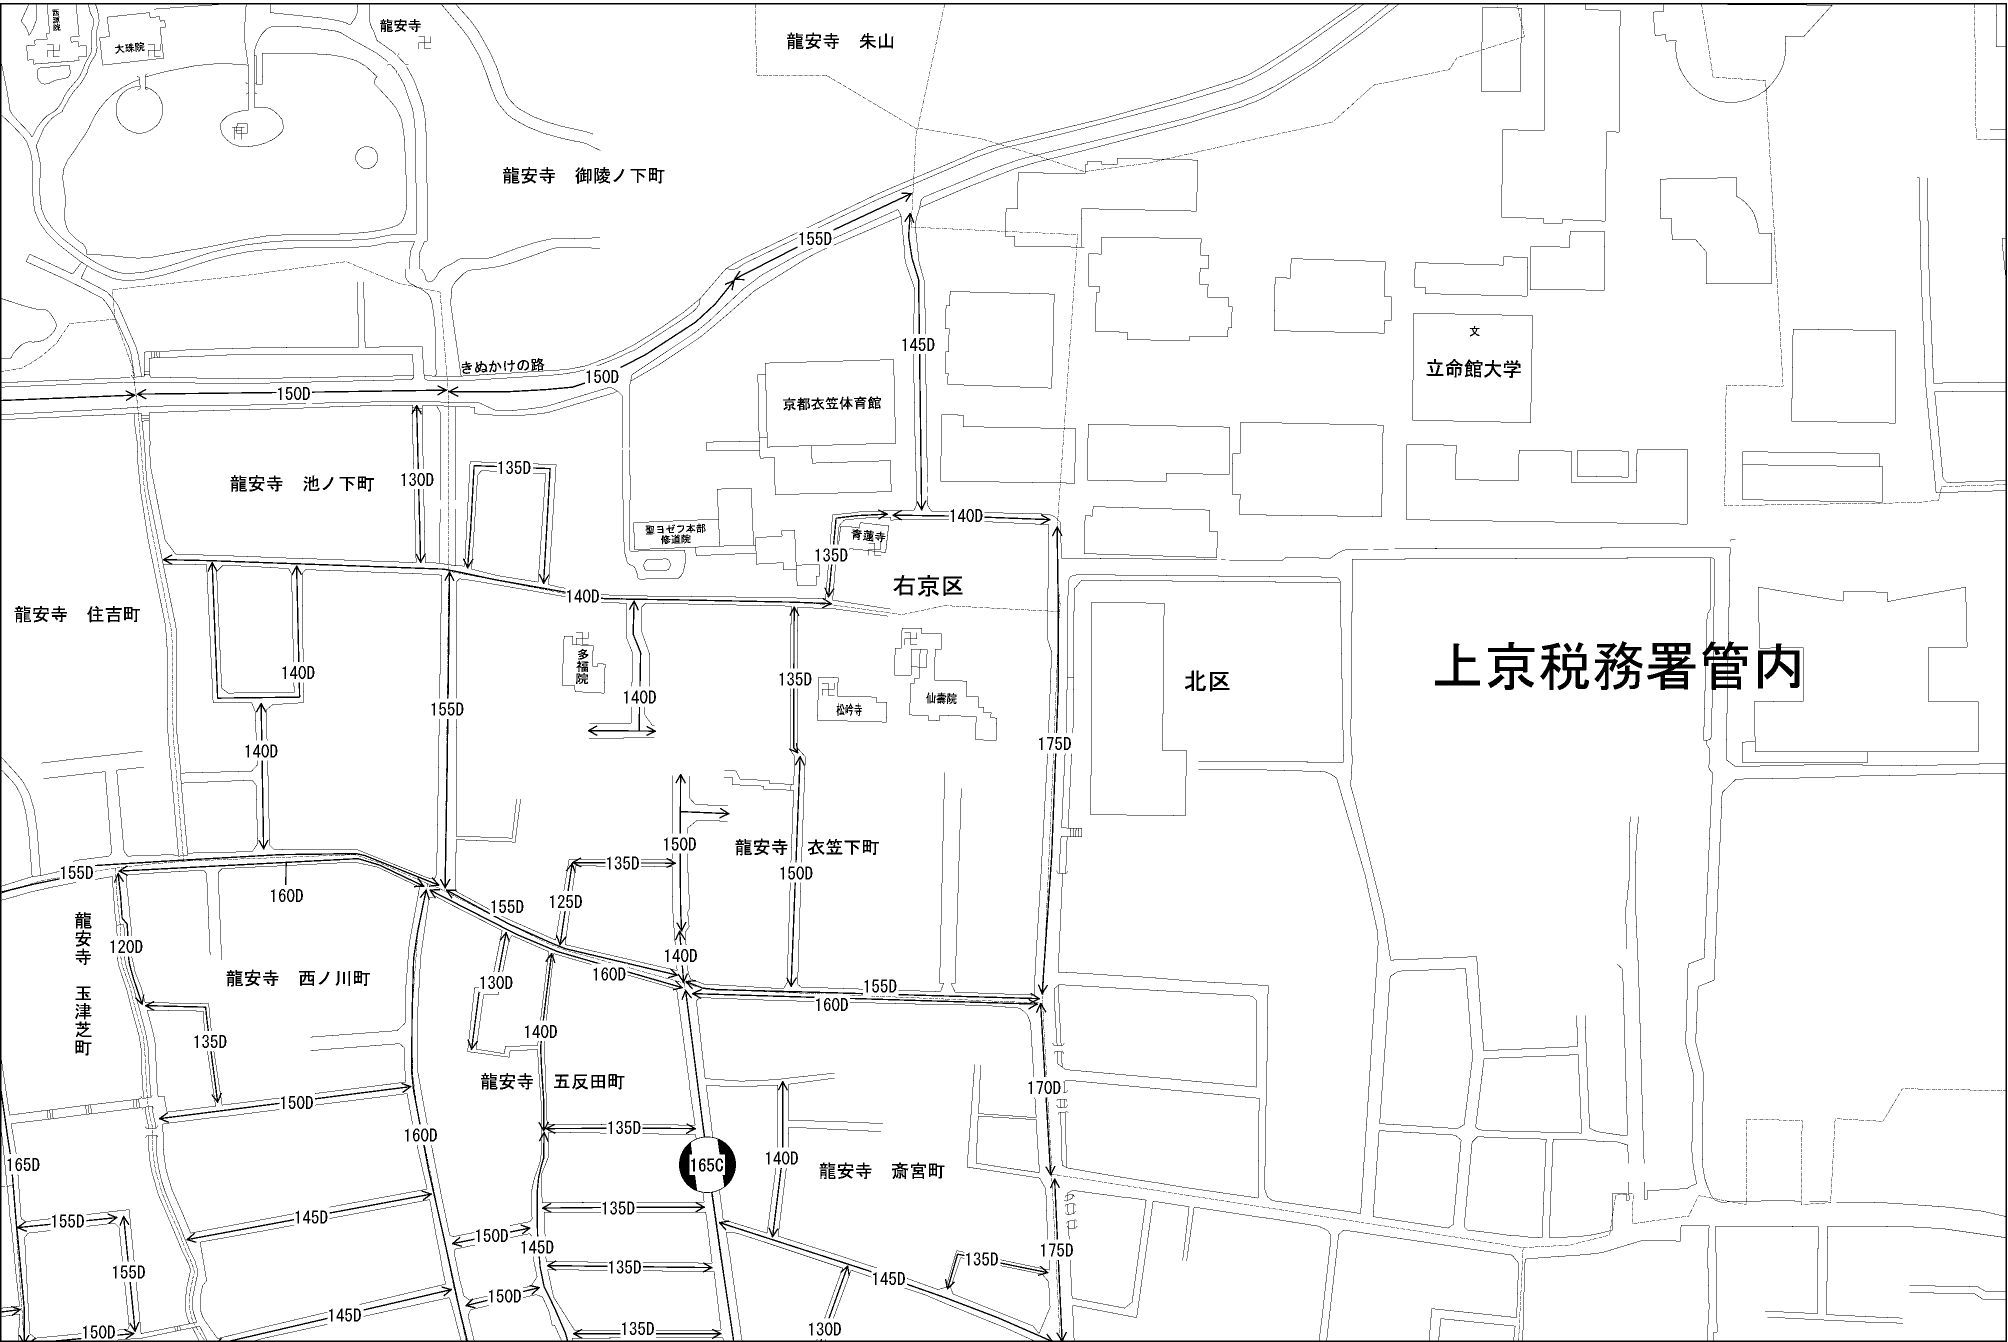 西源院
大珠院
龍安寺
龍安寺 朱山
龍安寺 御陵ノ下町
155D
145D
きぬかけの路
150D
150D
文
立命館大学
京都衣笠体育館
135D
130D
龍安寺 池ノ下町
聖ヨゼフ本部
修道院
140D
青蓮寺
135D
右京区
140D
龍安寺 住吉町
多福院
140D
135D
140D
北区
上京税務署管内
松吟寺
仙壽院
155D
175D
140D
150D
龍安寺 衣笠下町
135D
150D
155D
160D
125D
155D
龍安寺 玉津芝町
120D
140D
160D
130D
龍安寺 西ノ川町
155D
160D
140D
135D
龍安寺 五反田町
170D
150D
160D
135D
140D
165C
165D
龍安寺 斎宮町
135D
145D
155D
150D
145D
175D
135D
155D
135D
145D
150D
145D
150D
135D
130D